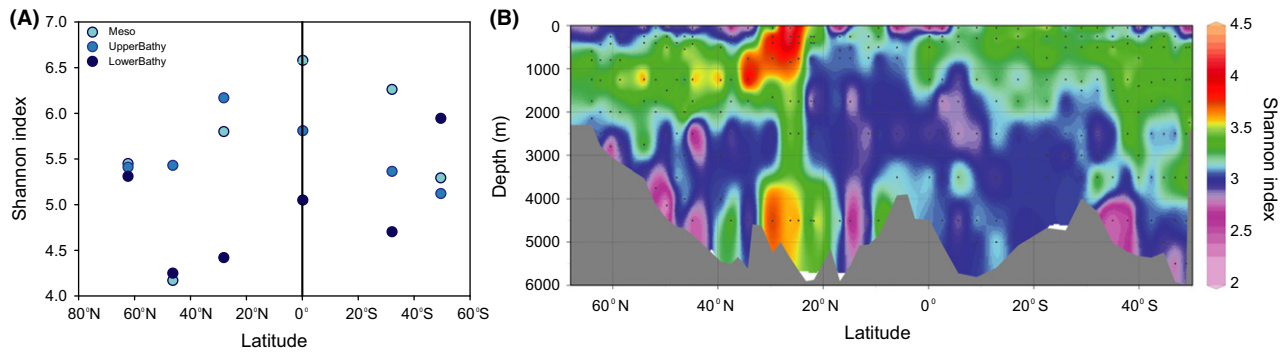 (A)
Shannon index
7.0
6.5
6.0
5.5
5.0
4.5
4.0
Meso
UpperBathy
LowerBathy
80°N 60°N 40°N 20°N 0° 20°S 40°S 60°S
Latitude
(B)
Depth (m)
0
1000
2000
3000
4000
5000
6000
60°N 40°N 20°N 0° 20°S 40°S
Latitude
4.5
4
3.5
3
2.5
2
Shannon index